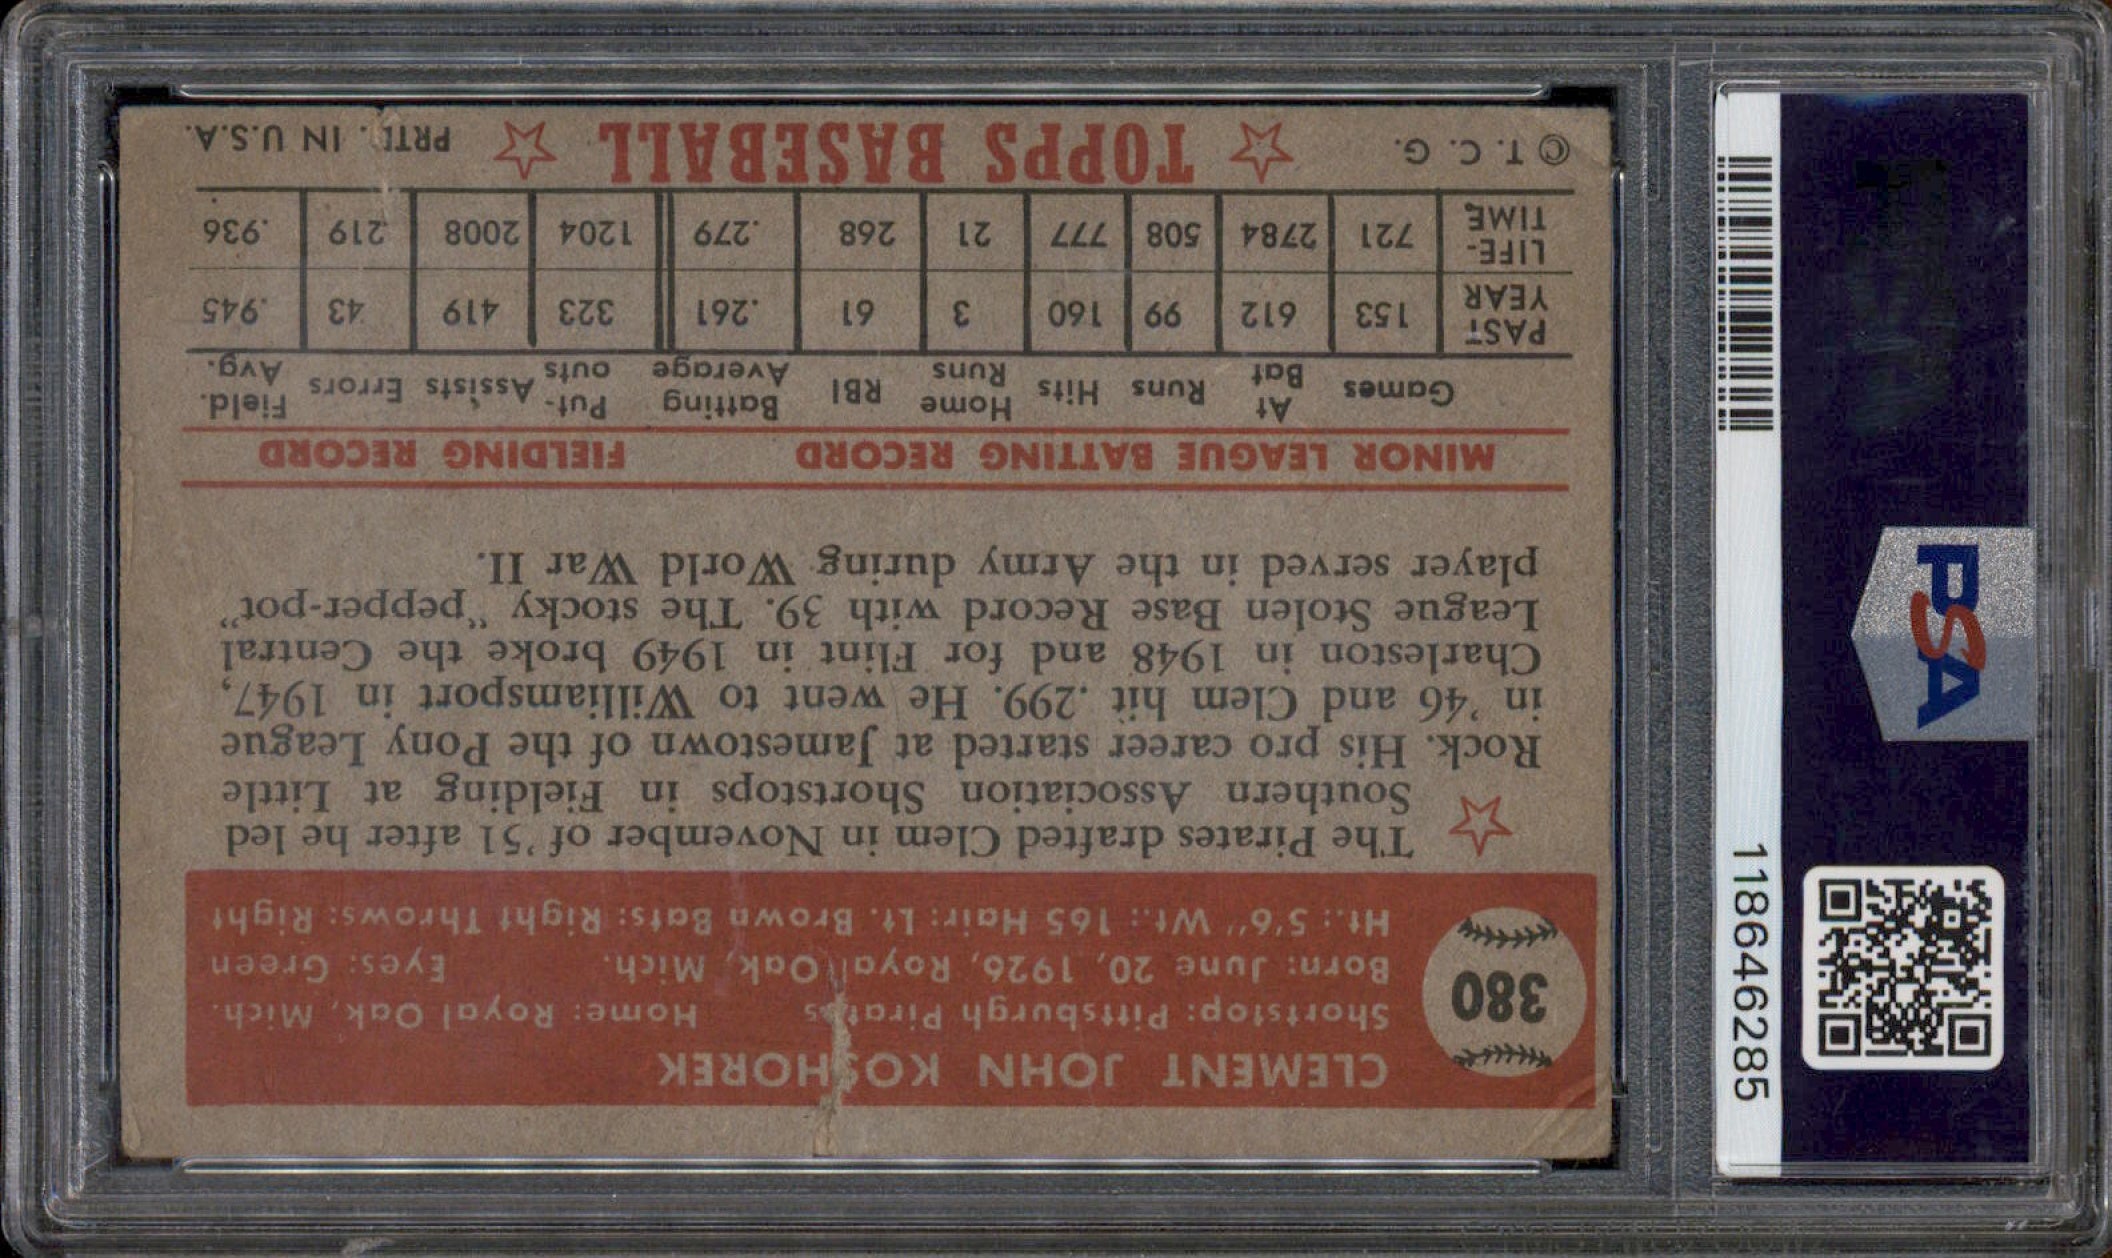 CLEMENT JOHN KOSHOREK
Shortstop: Pittsburgh Pirates Home: Royal Oak, Mich.
Born: June 20, 1926, Royal Oak, Mich. Eyes: Green
Ht.: 5'6" Wt.: 165 Hair: Lt. Brown Bats: Right Throws: Right
380
The Pirates drafted Clem in November of '51 after he led
Southern Association Shortstops in Fielding at Little
Rock. His pro career started at Jamestown of the Pony League
in '46 and Clem hit .299. He went to Williamsport in 1947,
Charleston in 1948 and for Flint in 1949 broke the Central
League Stolen Base Record with 39. The stocky "pepper-pot"
player served in the Army during World War II.
MINOR LEAGUE BATTING RECORD FIELDING RECORD
Games At Bat Runs Hits Home Runs RBI Batting Average Put-outs Assists Errors Field. Avg.
PAST YEAR 153 612 99 160 3 61 .261 323 419 43 .945
LIFE-TIME 721 2784 508 777 21 268 .279 1204 2008 219 .936
© T. C. G. TOPPS BASEBALL PRTD. IN U.S.A.
PSA
118646285